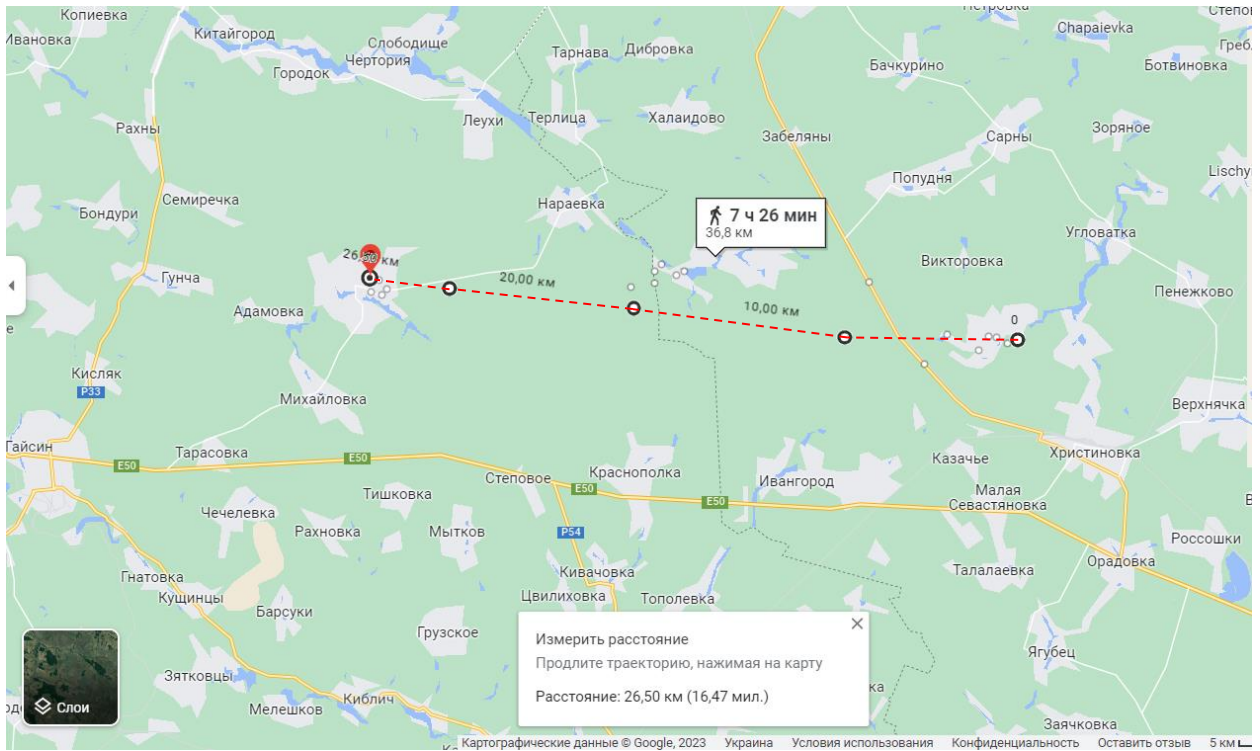 Копиевка
Ивановка
Китайгород
Слободище
Чертория
Городок
Тарнава
Дибровка
Петровка
Chapaievka
Бачкурино
Ботвиновка
Рахны
Леухи
Терлица
Халаидово
Забеляны
Сарны
Зоряное
Попудня
Семиречка
Бондури
Нараевка
7 ч 26 мин
36,8 км
Угловатка
Викторовка
Гунча
20,00 км
10,00 км
0
Пенежково
Адамовка
Кисляк
P33
Михайловка
Верхнячка
Гайсин
E50
Тарасовка
E50
Степовое
E50
Краснополка
E50
Ивангород
Казачье
Христиновка
Малая
Севастяновка
Тишковка
Чечелевка
Рахновка
Мытков
P54
Россошки
Орадовка
Талалаевка
Гнатовка
Кущинцы
Барсуки
Кивачовка
Цвилиховка
Тополевка
Грузское
Измерить расстояние
Продлите траекторию, нажимая на карту
Расстояние: 26,50 км (16,47 мил.)
Ягубец
Зятковцы
Мелешков
Киблич
Слои
Заячковка
Картографические данные © Google, 2023 Украина Условия использования Конфиденциальность Оставить отзыв 5 км